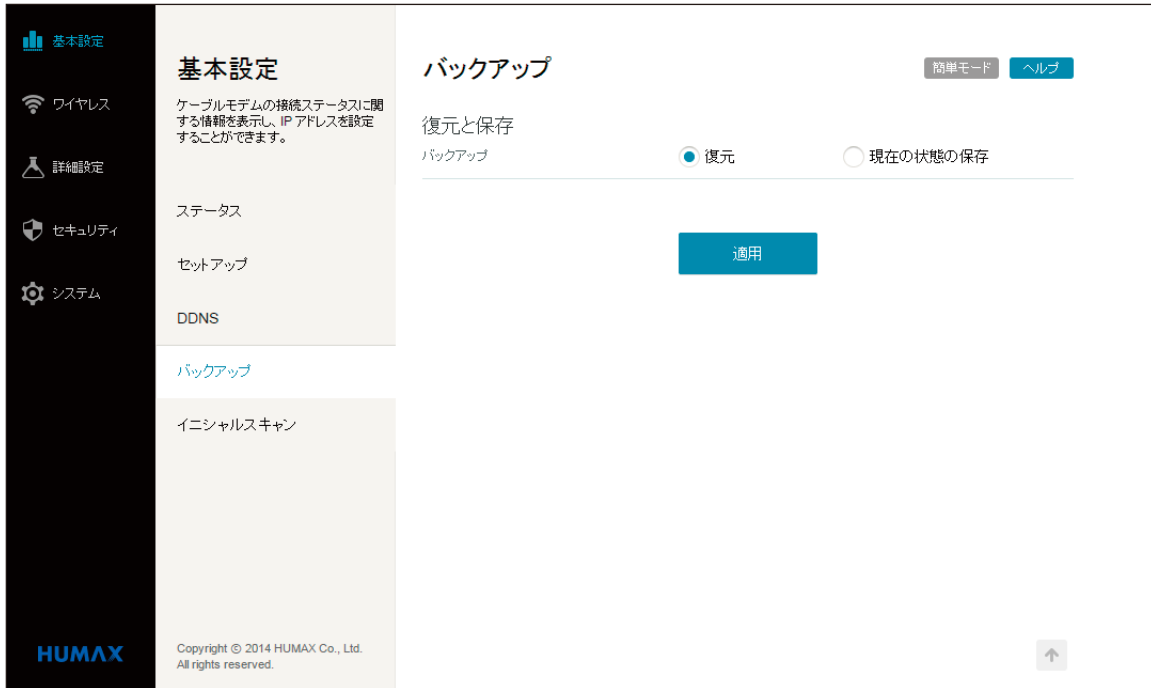 基本設定
ワイヤレス
詳細設定
セキュリティ
システム
HUMAX
基本設定
ケーブルモデムの接続ステータスに関
する情報を表示し、IP アドレスを設定
することができます。
ステータス
セットアップ
DDNS
バックアップ
イニシャルスキャン
Copyright © 2014 HUMAX Co., Ltd.
All rights reserved.
バックアップ
簡単モード
ヘルプ
復元と保存
バックアップ
復元
現在の状態の保存
適用